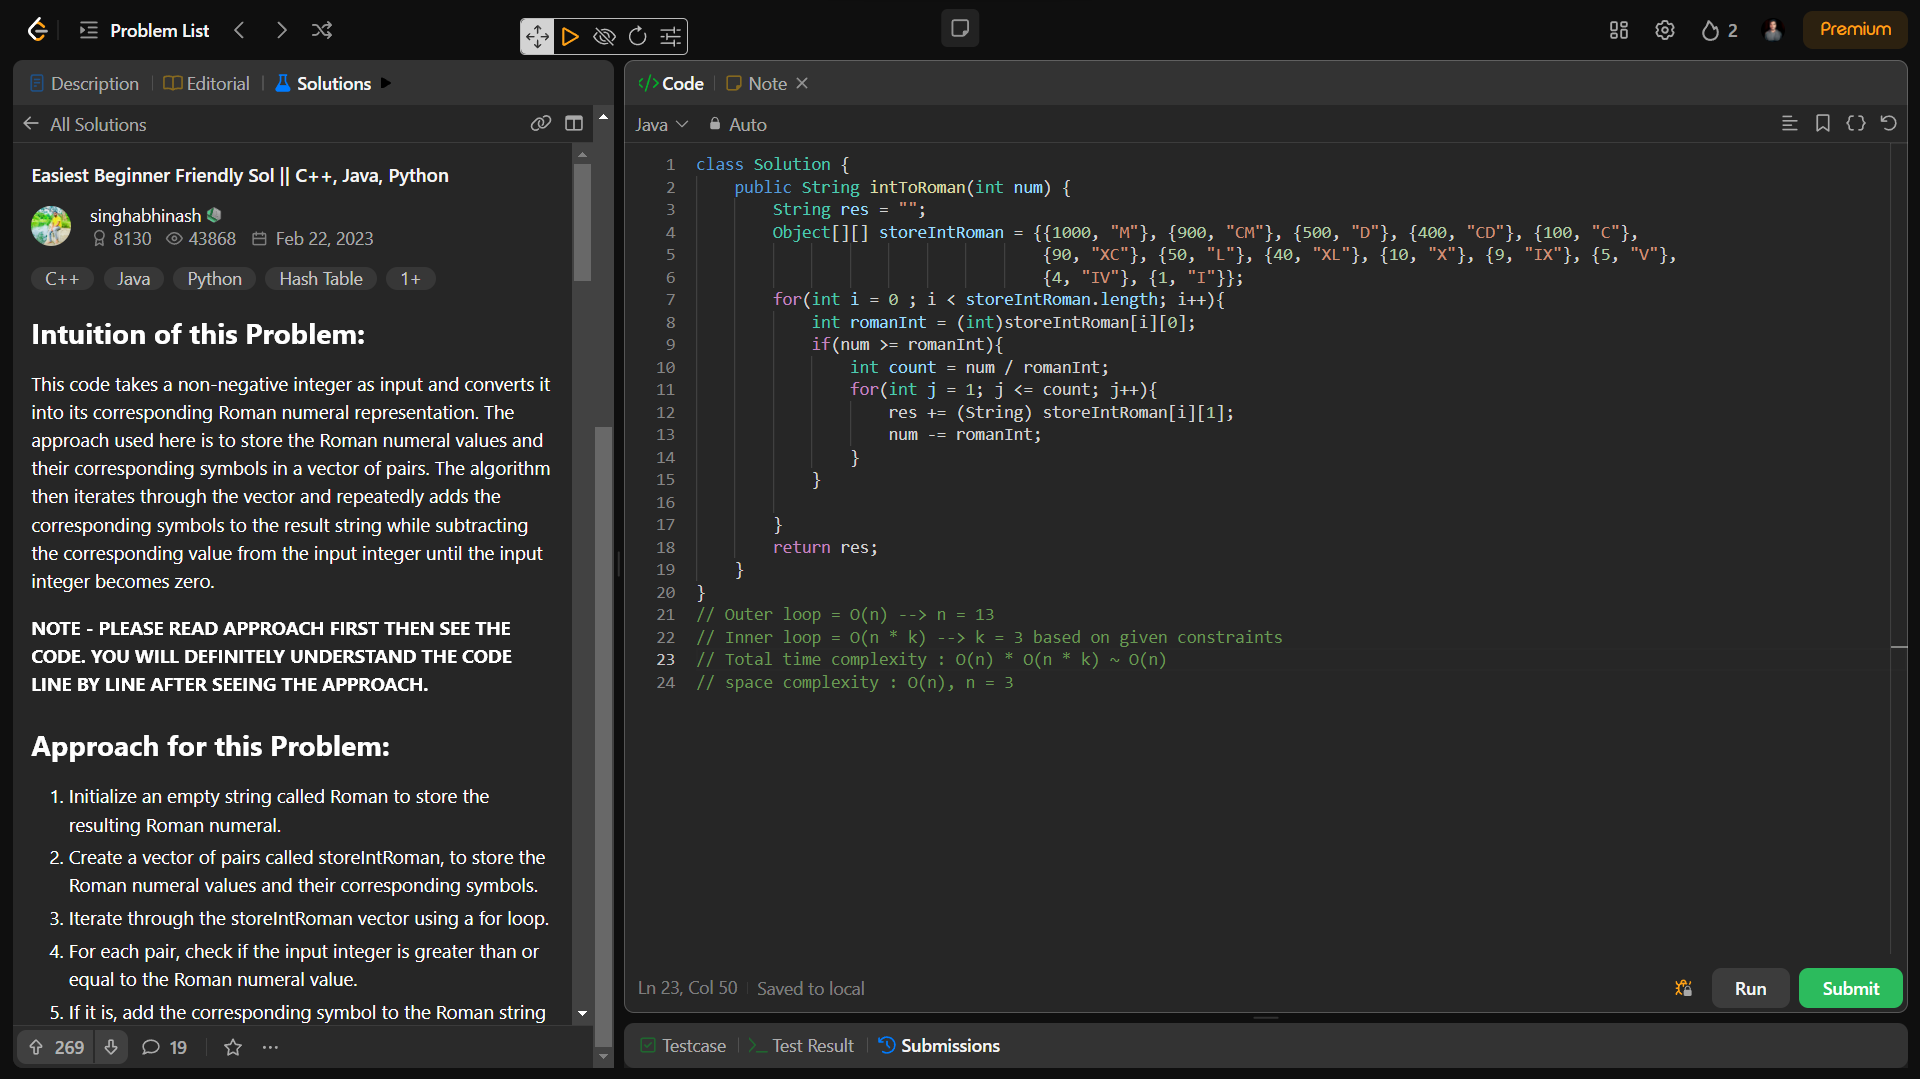 Problem List
2
Premium
Description
Editorial
Solutions
All Solutions
Easiest Beginner Friendly Sol || C++, Java, Python
singhabhinash
8130 43868 Feb 22, 2023
C++ Java Python Hash Table 1+
Intuition of this Problem:
This code takes a non-negative integer as input and converts it
into its corresponding Roman numeral representation. The
approach used here is to store the Roman numeral values and
their corresponding symbols in a vector of pairs. The algorithm
then iterates through the vector and repeatedly adds the
corresponding symbols to the result string while subtracting
the corresponding value from the input integer until the input
integer becomes zero.
NOTE - PLEASE READ APPROACH FIRST THEN SEE THE
CODE. YOU WILL DEFINITELY UNDERSTAND THE CODE
LINE BY LINE AFTER SEEING THE APPROACH.
Approach for this Problem:
1. Initialize an empty string called Roman to store the
resulting Roman numeral.
2. Create a vector of pairs called storeIntRoman, to store the
Roman numeral values and their corresponding symbols.
3. Iterate through the storeIntRoman vector using a for loop.
4. For each pair, check if the input integer is greater than or
equal to the Roman numeral value.
5. If it is, add the corresponding symbol to the Roman string
269 19 ...
</> Code
Note
Java Auto
1 class Solution {
2 public String intToRoman(int num) {
3 String res = "";
4 Object[][] storeIntRoman = {{1000, "M"}, {900, "CM"}, {500, "D"}, {400, "CD"}, {100, "C"},
5 {90, "XC"}, {50, "L"}, {40, "XL"}, {10, "X"}, {9, "IX"}, {5, "V"},
6 {4, "IV"}, {1, "I"}};
7 for(int i = 0 ; i < storeIntRoman.length; i++){
8 int romanInt = (int)storeIntRoman[i][0];
9 if(num >= romanInt){
10 int count = num / romanInt;
11 for(int j = 1; j <= count; j++){
12 res += (String) storeIntRoman[i][1];
13 num -= romanInt;
14 }
15 }
16
17 }
18 return res;
19 }
20 }
21 // Outer loop = O(n) --> n = 13
22 // Inner loop = O(n * k) --> k = 3 based on given constraints
23 // Total time complexity : O(n) * O(n * k) ~ O(n)
24 // space complexity : O(n), n = 3
Ln 23, Col 50 Saved to local
Run
Submit
Testcase
Test Result
Submissions